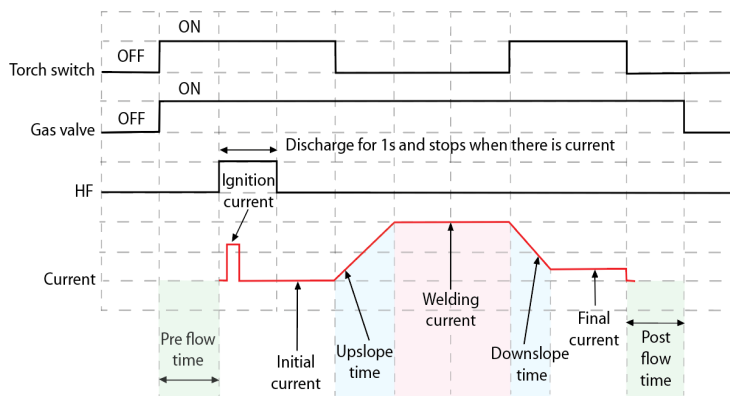 ON
OFF
Torch switch
ON
OFF
Gas valve
Discharge for 1s and stops when there is current
HF
Ignition
current
Current
Welding
current
Pre flow
time
Initial
current
Upslope
time
Downslope
time
Final
current
Post
flow
time